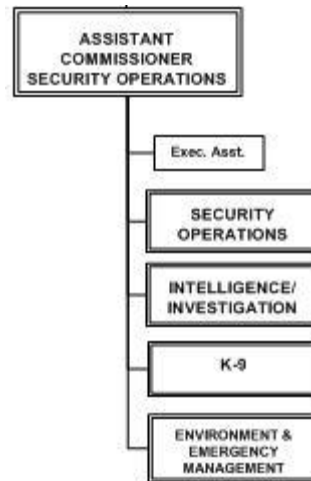 ASSISTANT
COMMISSIONER
SECURITY OPERATIONS
Exec. Asst.
SECURITY
OPERATIONS
INTELLIGENCE/
INVESTIGATION
K-9
ENVIRONMENT &
EMERGENCY
MANAGEMENT